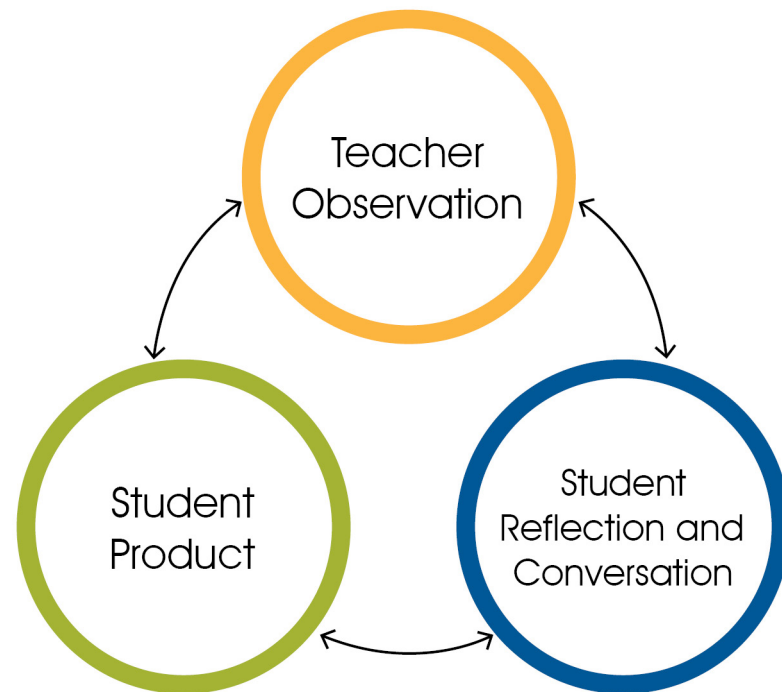 Teacher
Observation
Student
Product
Student
Reflection and
Conversation